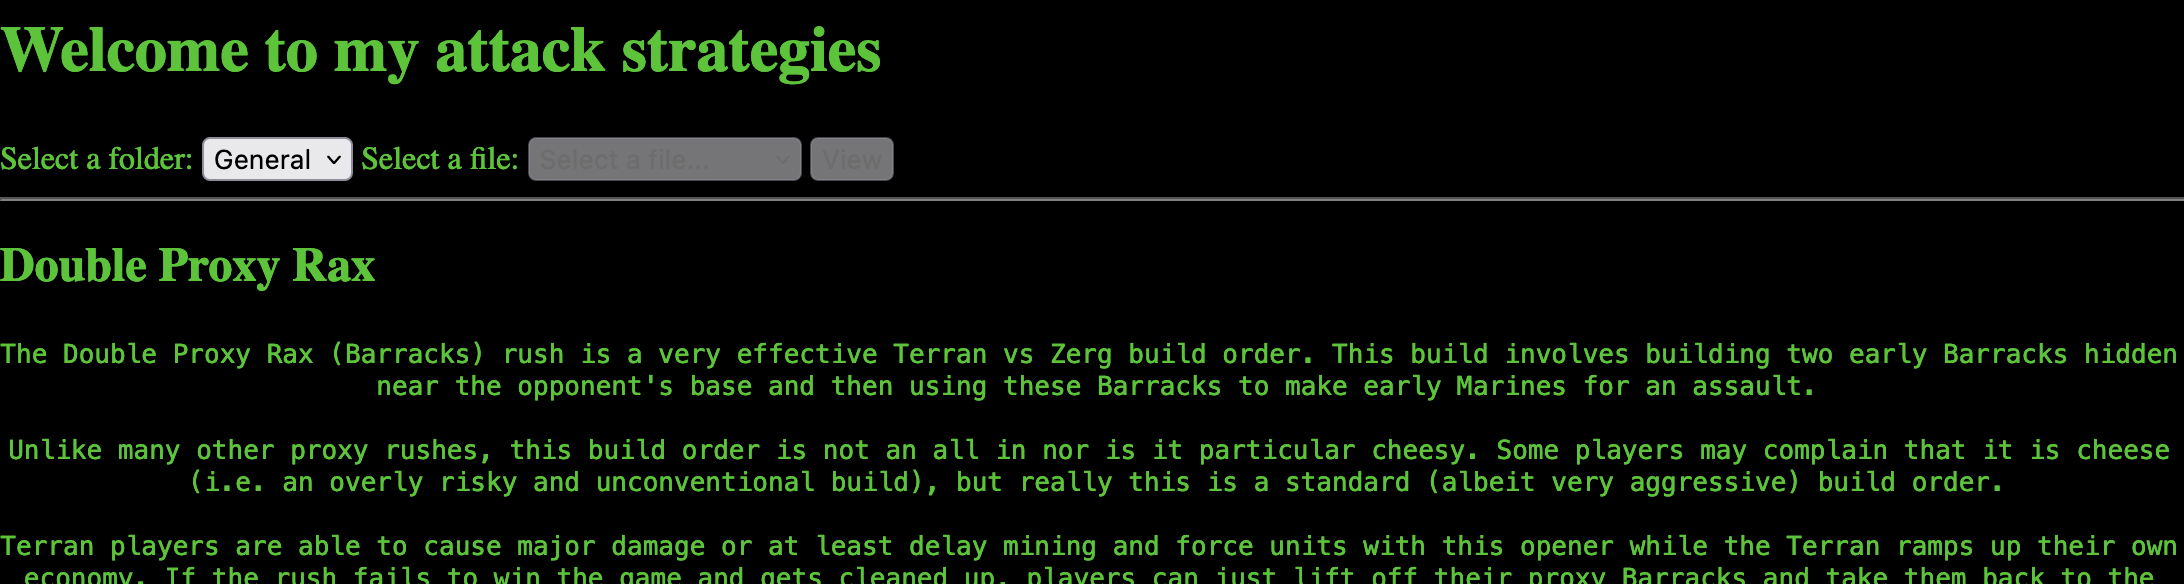 Welcome to my attack strategies
Select a folder: General Select a file: Select a file... View
Double Proxy Rax
The Double Proxy Rax (Barracks) rush is a very effective Terran vs Zerg build order. This build involves building two early Barracks hidden
near the opponent's base and then using these Barracks to make early Marines for an assault.
Unlike many other proxy rushes, this build order is not an all in nor is it particular cheesy. Some players may complain that it is cheese
(i.e. an overly risky and unconventional build), but really this is a standard (albeit very aggressive) build order.
Terran players are able to cause major damage or at least delay mining and force units with this opener while the Terran ramps up their own
economy. If the rush fails to win the game and gets cleaned up, players can just lift off their proxy Barracks and take them back to the